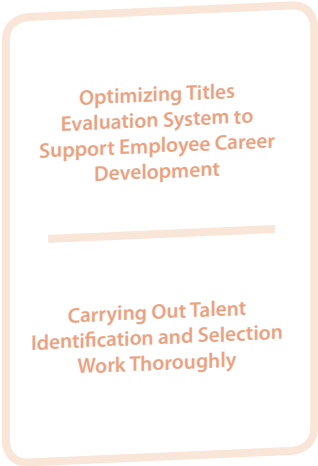 Optimizing Titles
Evaluation System to
Support Employee Career
Development
Carrying Out Talent
Identification and Selection
Work Thoroughly